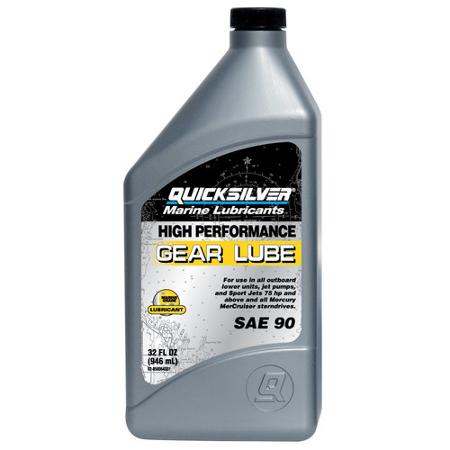 QUICKSILVER
Marine Lubricants
HIGH PERFORMANCE
GEAR LUBE
For use in all outboard
lower units, jet pumps,
and Sport Jets 75 hp and
above and all Mercury
MerCruiser sterndrives.
LUBRICANT
SAE 90
32 FL OZ
(946 mL)